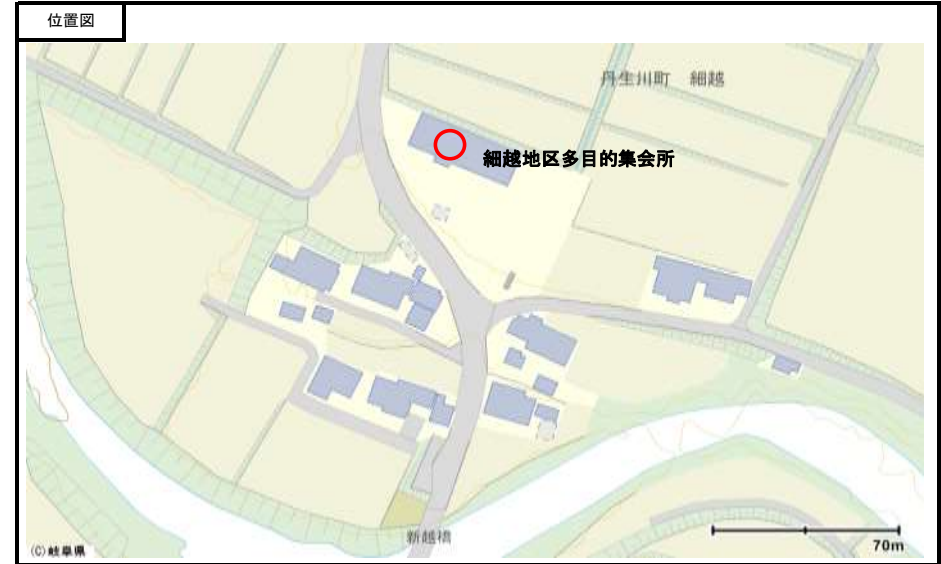 位置図
丹生川町 細越
細越地区多目的集会所
新越橋
70m
(C)岐阜県